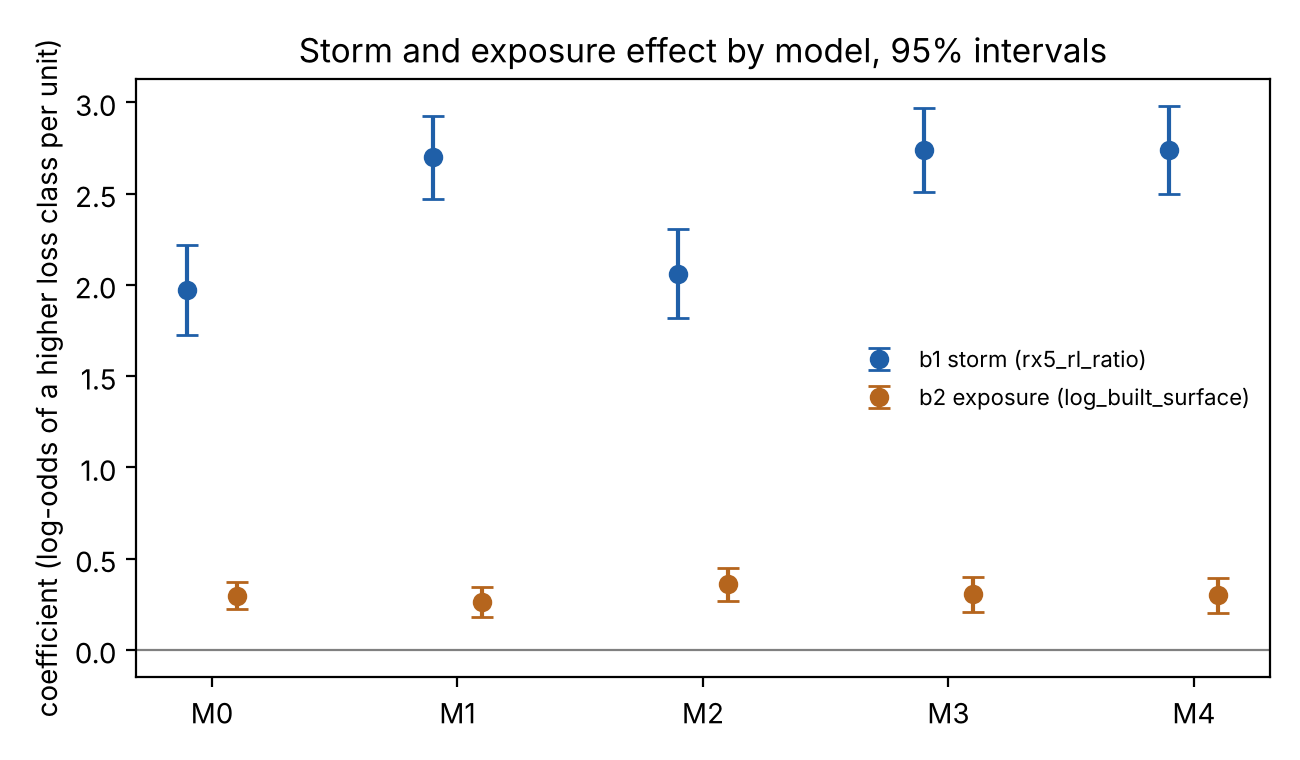 Storm and exposure effect by model, 95% intervals
coefficient (log-odds of a higher loss class per unit)
3.0
2.5
2.0
1.5
1.0
0.5
0.0
b1 storm (rx5_rl_ratio)
b2 exposure (log_built_surface)
M0 M1 M2 M3 M4